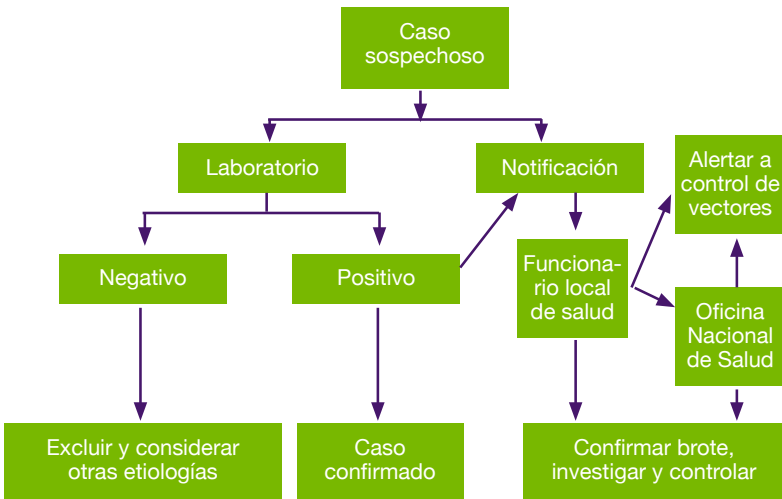 Caso
sospechoso
Laboratorio
Notificación
Alertar a
control de
vectores
Negativo
Positivo
Funciona-
rio local
de salud
Oficina
Nacional
de Salud
Excluir y considerar
otras etiologías
Caso
confirmado
Confirmar brote,
investigar y controlar